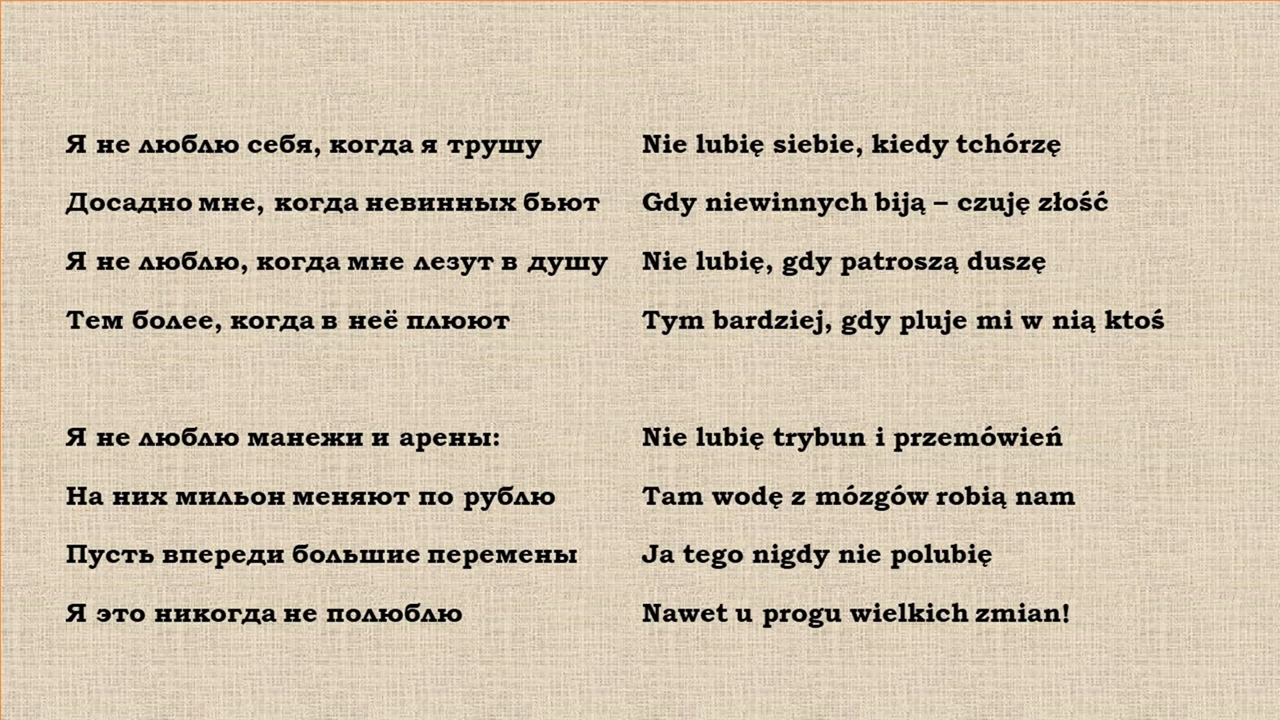 Я не люблю себя, когда я трушу
Досадно мне, когда невинных бьют
Я не люблю, когда мне лезут в душу
Тем более, когда в неё плюют
Я не люблю манежи и арены:
На них мильон меняют по рублю
Пусть впереди большие перемены
Я это никогда не полюблю
Nie lubię siebie, kiedy tchórzę
Gdy niewinnych biją – czuję złość
Nie lubię, gdy patroszą duszę
Tym bardziej, gdy pluje mi w nią ktoś
Nie lubię trybun i przemówień
Tam wodę z mózgów robią nam
Ja tego nigdy nie polubię
Nawet u progu wielkich zmian!